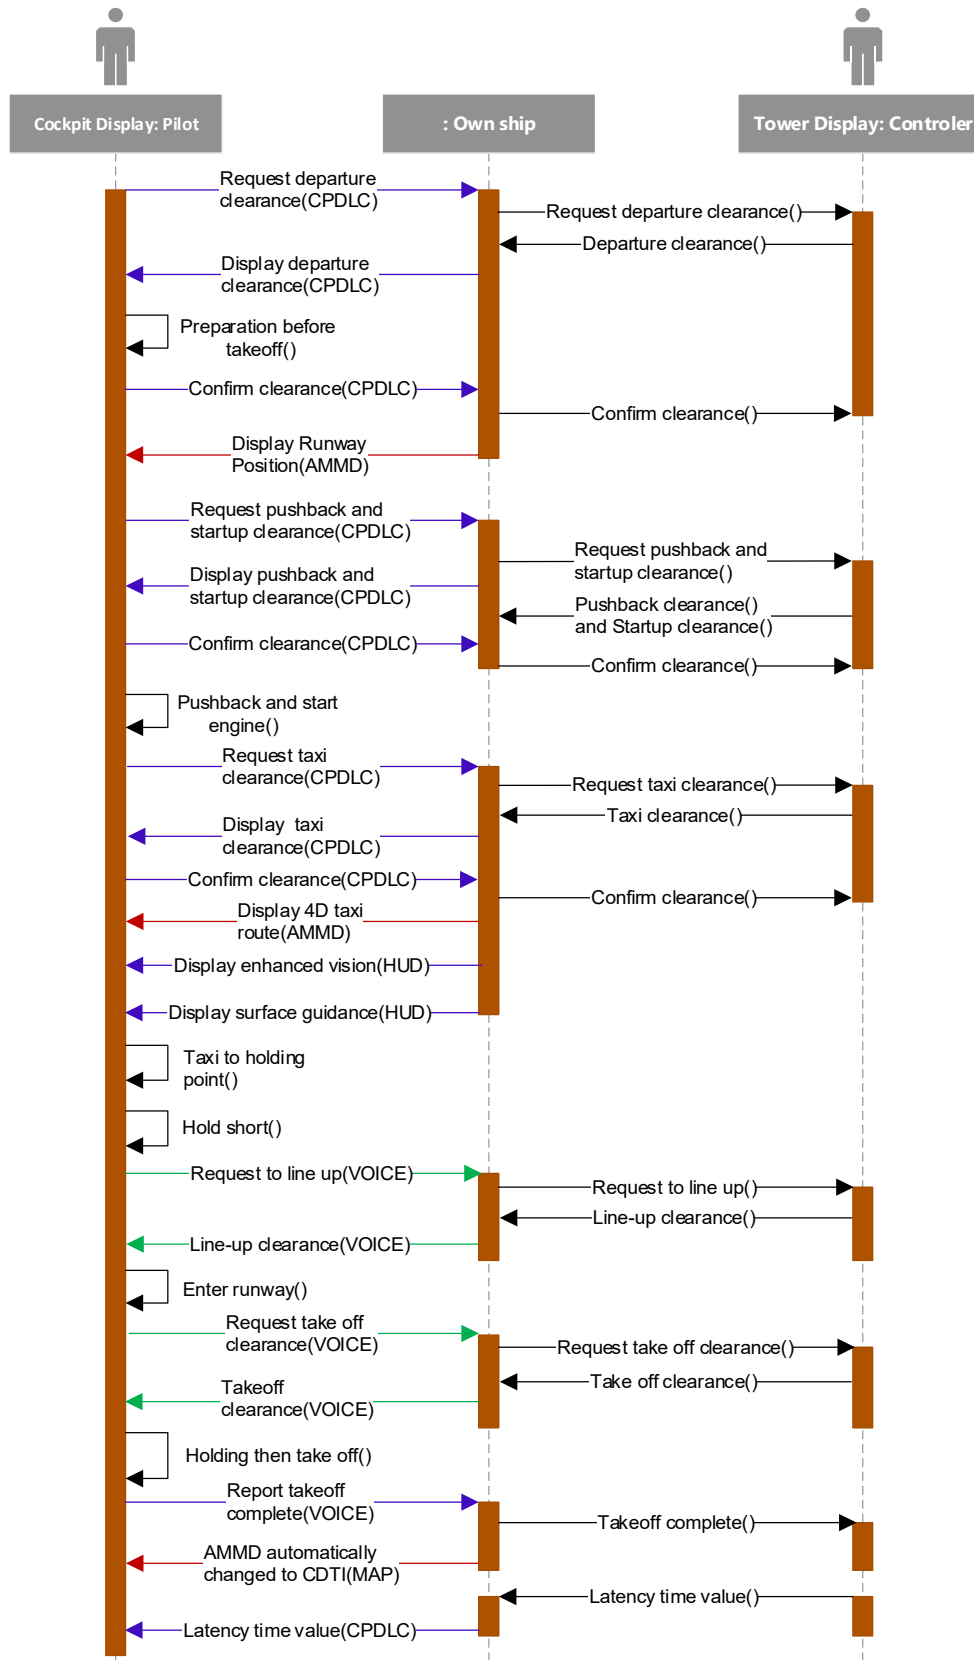 Cockpit Display: Pilot
: Own ship
Tower Display: Controler
Request departure
clearance(CPDLC)
Request departure clearance()
Departure clearance()
Display departure
clearance(CPDLC)
Preparation before
takeoff()
Confirm clearance(CPDLC)
Confirm clearance()
Display Runway
Position(AMMD)
Request pushback and
startup clearance(CPDLC)
Request pushback and
startup clearance()
Display pushback and
startup clearance(CPDLC)
Pushback clearance()
and Startup clearance()
Confirm clearance(CPDLC)
Confirm clearance()
Pushback and start
engine()
Request taxi
clearance(CPDLC)
Request taxi clearance()
Taxi clearance()
Display  taxi
clearance(CPDLC)
Confirm clearance(CPDLC)
Confirm clearance()
Display 4D taxi
route(AMMD)
Display enhanced vision(HUD)
Display surface guidance(HUD)
Taxi to holding
point()
Hold short()
Request to line up(VOICE)
Request to line up()
Line-up clearance()
Line-up clearance(VOICE)
Enter runway()
Request take off
clearance(VOICE)
Request take off clearance()
Take off clearance()
Takeoff
clearance(VOICE)
Holding then take off()
Report takeoff
complete(VOICE)
Takeoff complete()
AMMD automatically
changed to CDTI(MAP)
Latency time value()
Latency time value(CPDLC)